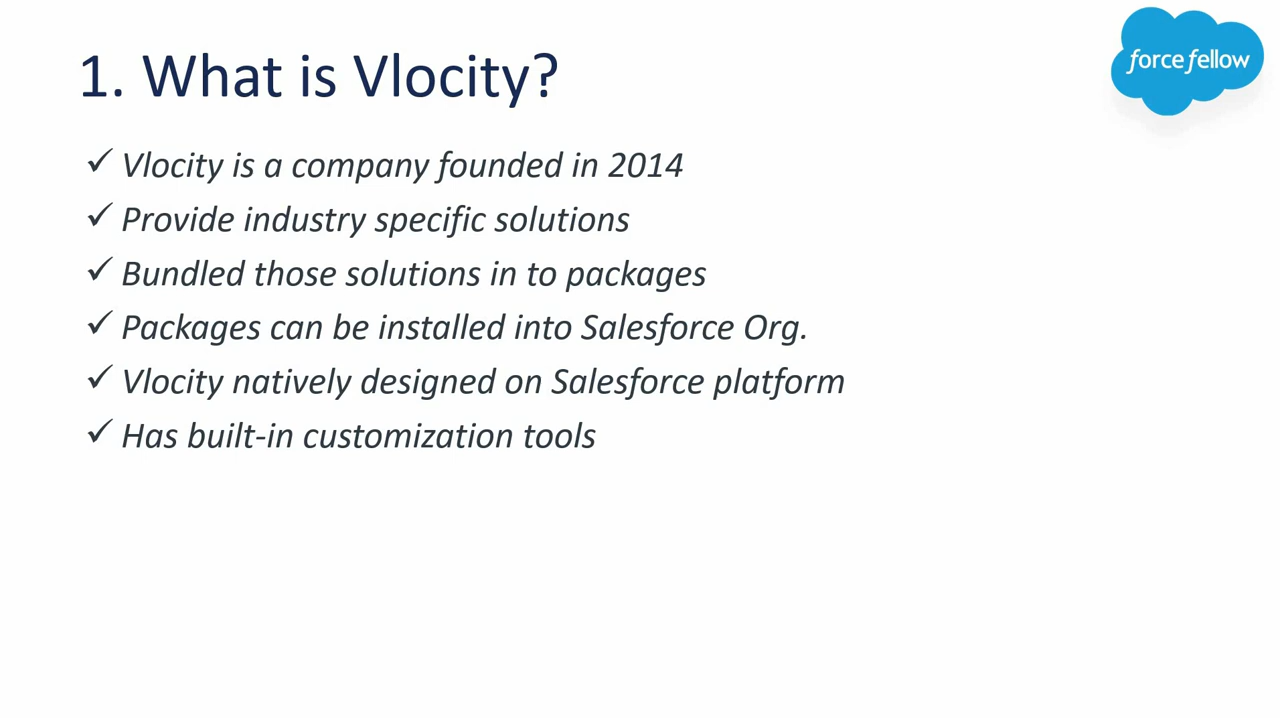 1. What is Vlocity?
force fellow
✓ Vlocity is a company founded in 2014
✓ Provide industry specific solutions
✓ Bundled those solutions in to packages
✓ Packages can be installed into Salesforce Org.
✓ Vlocity natively designed on Salesforce platform
✓ Has built-in customization tools